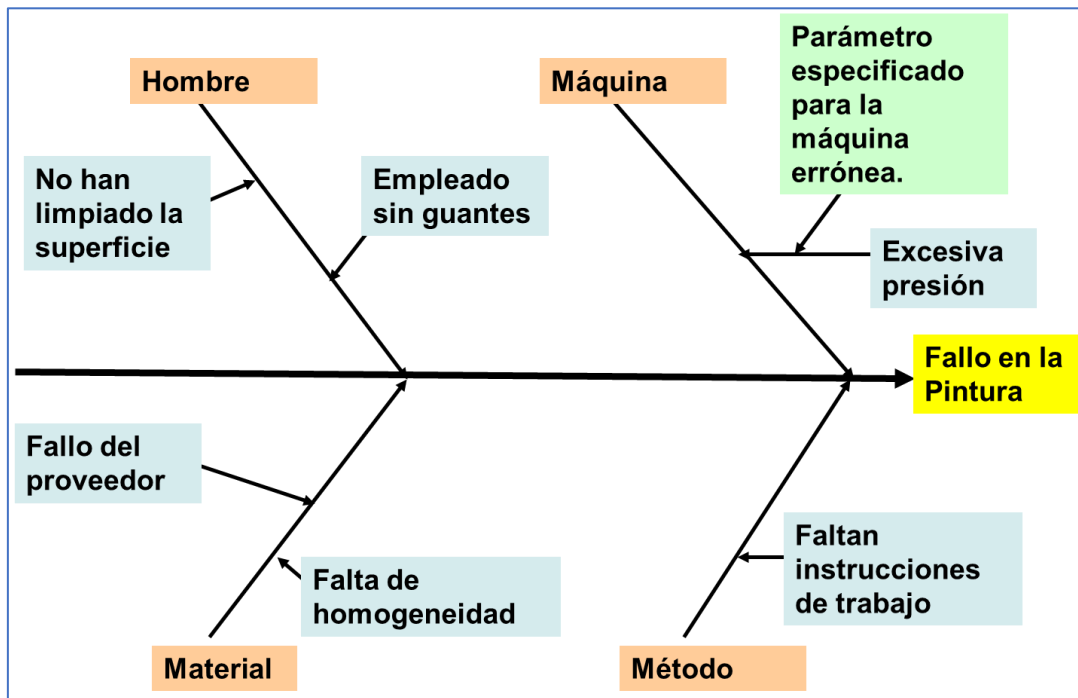 Hombre
Máquina
Parámetro
especificado
para la
máquina
errónea.
No han
limpiado la
superficie
Empleado
sin guantes
Excesiva
presión
Fallo en la
Pintura
Fallo del
proveedor
Falta de
homogeneidad
Faltan
instrucciones
de trabajo
Material
Método